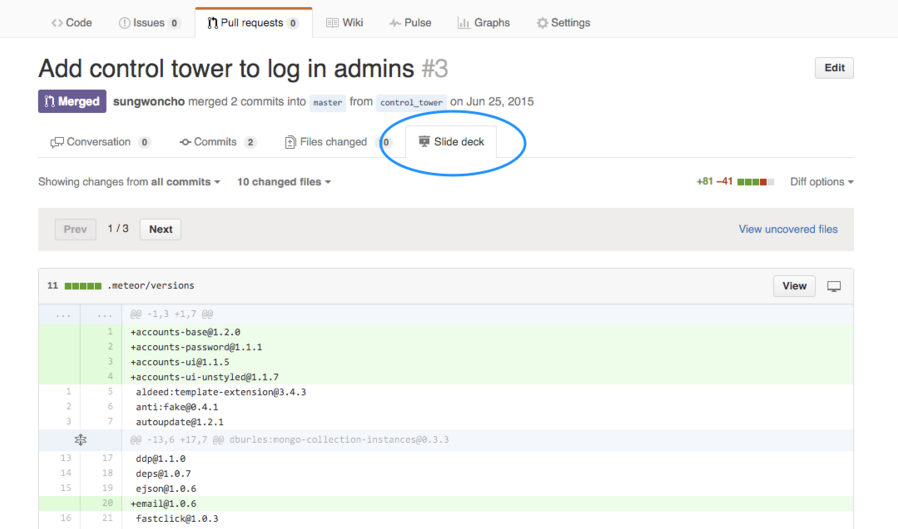 Code Issues 0 Pull requests 0 Wiki Pulse Graphs Settings
Add control tower to log in admins #3 Edit
Merged sungwoncho merged 2 commits into master from control_tower on Jun 25, 2015
Conversation 0 Commits 2 Files changed 0 Slide deck
Showing changes from all commits 10 changed files +81 −41 Diff options
Prev 1 / 3 Next View uncovered files
11 .meteor/versions View
... ... @@ -1,3 +1,7 @@
1 +accounts-base@1.2.0
2 +accounts-password@1.1.1
3 +accounts-ui@1.1.5
4 +accounts-ui-unstyled@1.1.7
1 5 aldeed:template-extension@3.4.3
2 6 anti:fake@0.4.1
3 7 autoupdate@1.2.1
@@ -13,6 +17,7 @@ dburles:mongo-collection-instances@0.3.3
13 17 ddp@1.1.0
14 18 deps@1.0.7
15 19 ejson@1.0.6
20 +email@1.0.6
16 21 fastclick@1.0.3